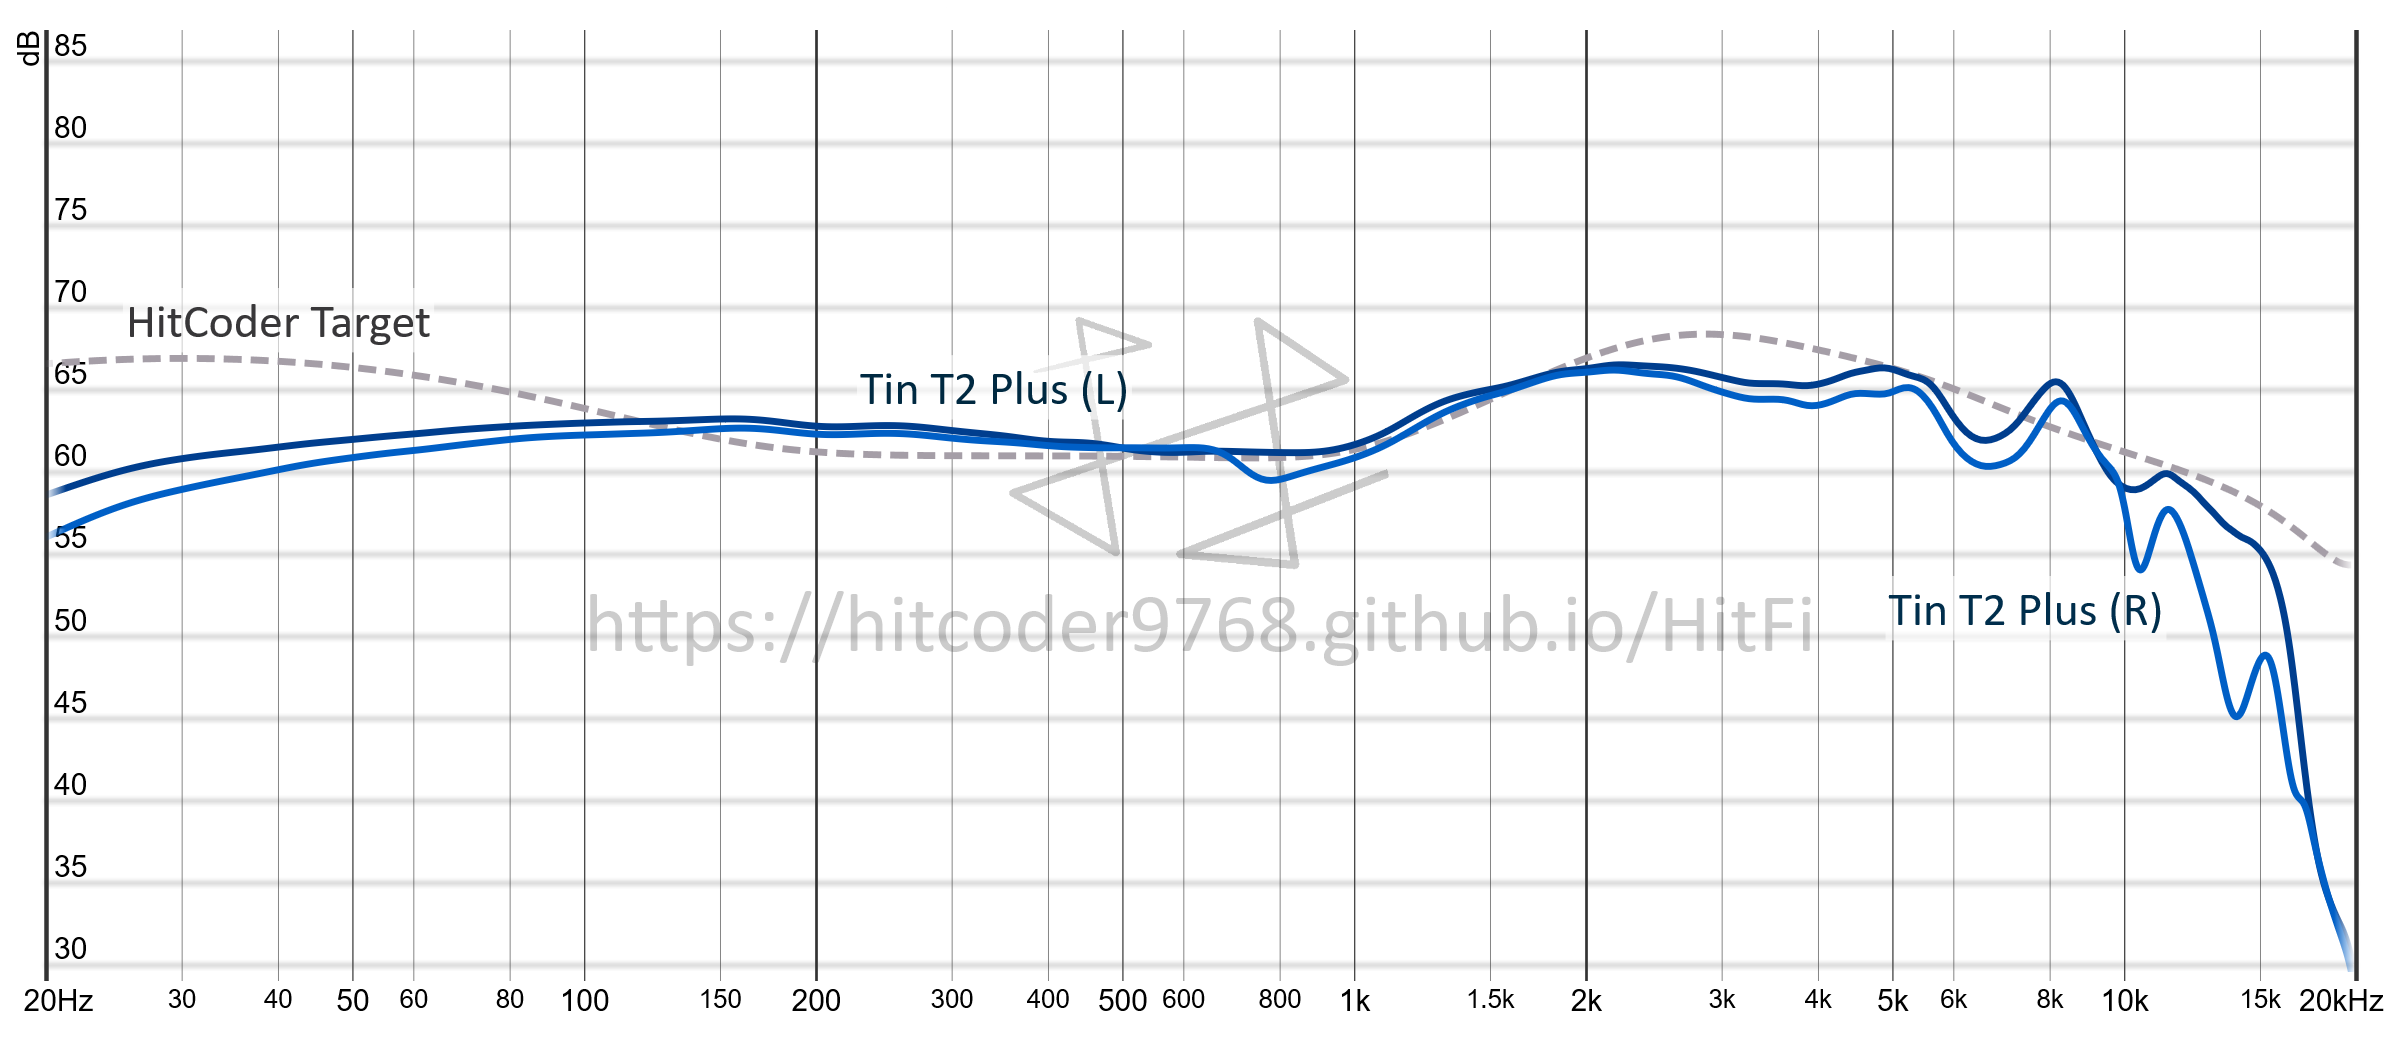 dB
85
80
75
70
HitCoder Target
65
Tin T2 Plus (L)
60
55
https://hitcoder9768.github.io/HitFi
Tin T2 Plus (R)
50
45
40
35
30
20Hz 30 40 50 60 80 100 150 200 300 400 500 600 800 1k 1.5k 2k 3k 4k 5k 6k 8k 10k 15k 20kHz